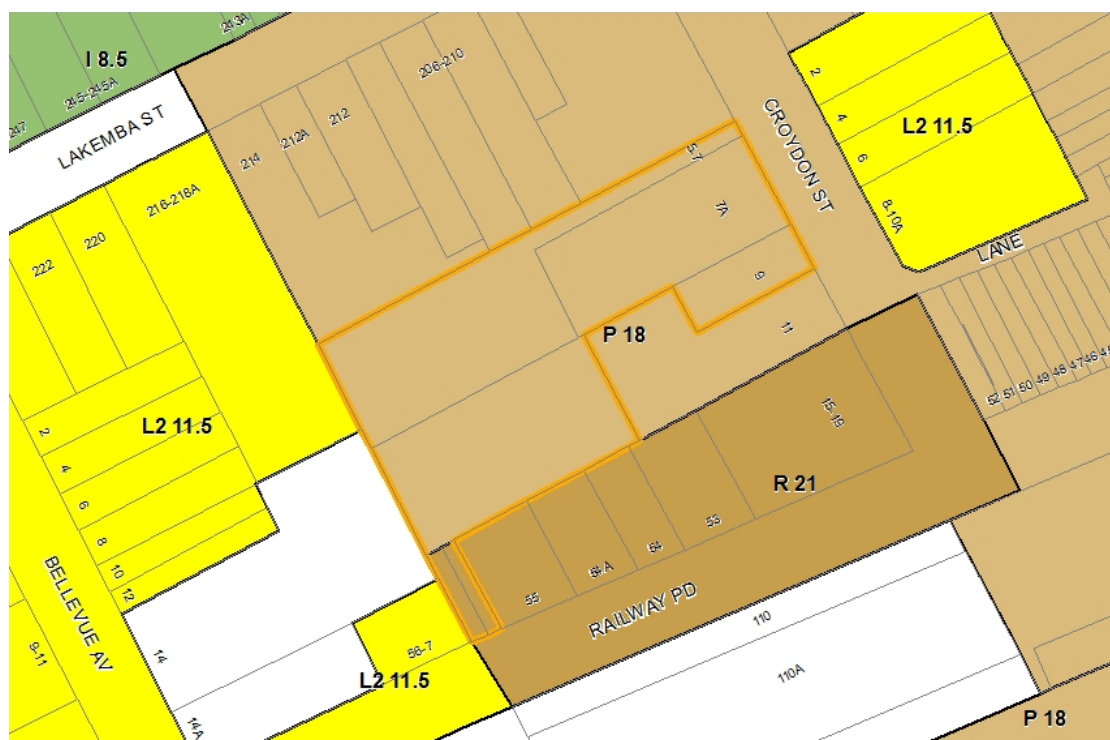 243A
I 8.5
245-245A
247
LAKEMBA ST
206-210
212
212A
214
216-218A
220
222
2
4
6
8-10A
L2 11.5
CROYDON ST
LANE
5-7
7A
9
11
P 18
15-19
R 21
52
51
50
49
48
47
46
45
L2 11.5
2
4
6
8
10
12
BELLEVUE AV
9-11
14
14A
56-7
L2 11.5
55
54A
54
53
RAILWAY PD
110
110A
P 18